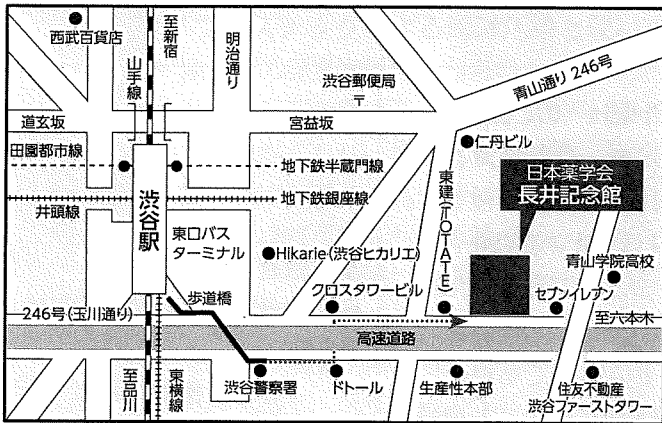 西武百貨店
至新宿
山手線
明治通り
渋谷郵便局
〒
青山通り 246号
道玄坂
宮益坂
仁丹ビル
田園都市線
地下鉄半蔵門線
日本薬学会
長井記念館
井頭線
渋谷駅
地下鉄銀座線
東建(TOTATE)
東口バス
ターミナル
Hikarie(渋谷ヒカリエ)
青山学院高校
歩道橋
クロスタワービル
セブンイレブン
246号(玉川通り)
至六本木
高速道路
至品川
東横線
渋谷警察署
ドトール
生産性本部
住友不動産
渋谷ファーストタワー